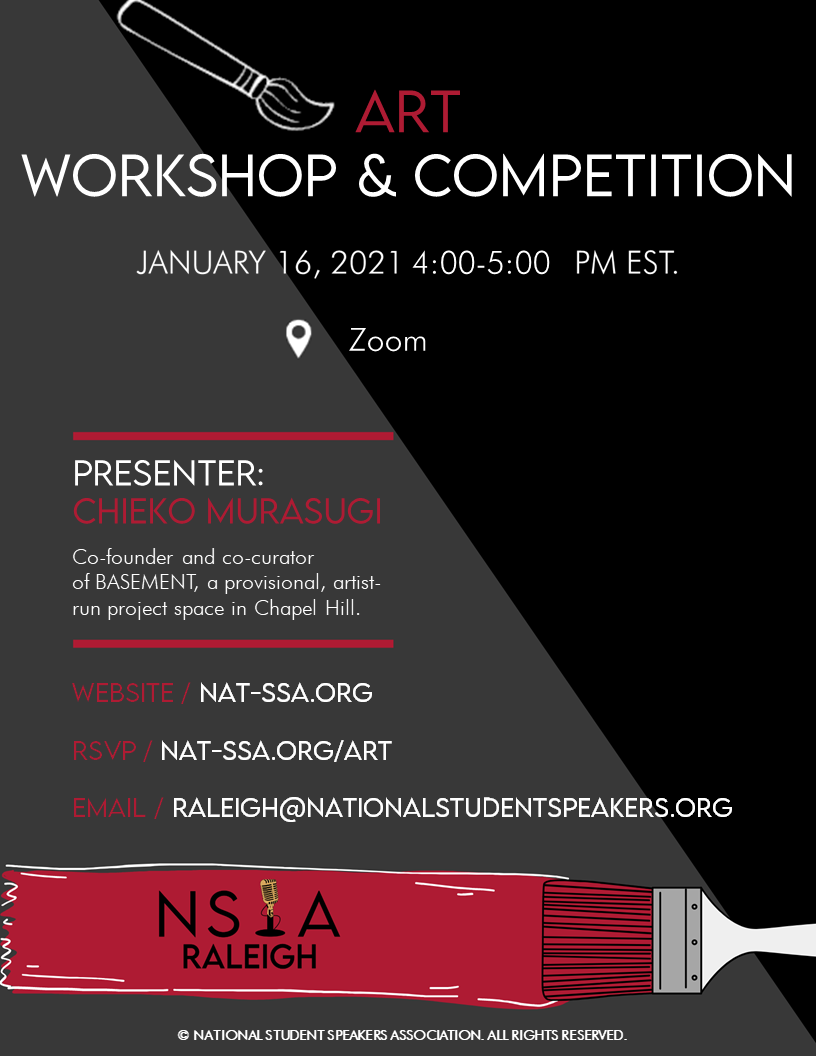 ART
WORKSHOP & COMPETITION
JANUARY 16, 2021 4:00-5:00 PM EST.
Zoom
PRESENTER:
CHIEKO MURASUGI
Co-founder and co-curator
of BASEMENT, a provisional, artist-
run project space in Chapel Hill.
WEBSITE / NAT-SSA.ORG
RSVP / NAT-SSA.ORG/ART
EMAIL / RALEIGH@NATIONALSTUDENTSPEAKERS.ORG
NS A
RALEIGH
© NATIONAL STUDENT SPEAKERS ASSOCIATION. ALL RIGHTS RESERVED.